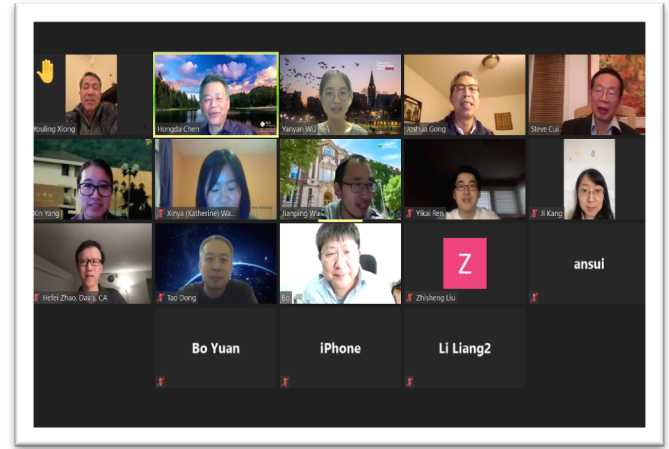 Youling Xiong
Hongda Chen
Yanyan Wu
Joshua Gong
Steve Cui
Xin Yang
Xinya (Katherine) Wa...
Jianping Wu
Yikai Ren
Ji Kang
Hefei Zhao, Davis, CA
Tao Dong
Bo
Z
Zhisheng Liu
ansui
Bo Yuan
iPhone
Li Liang2